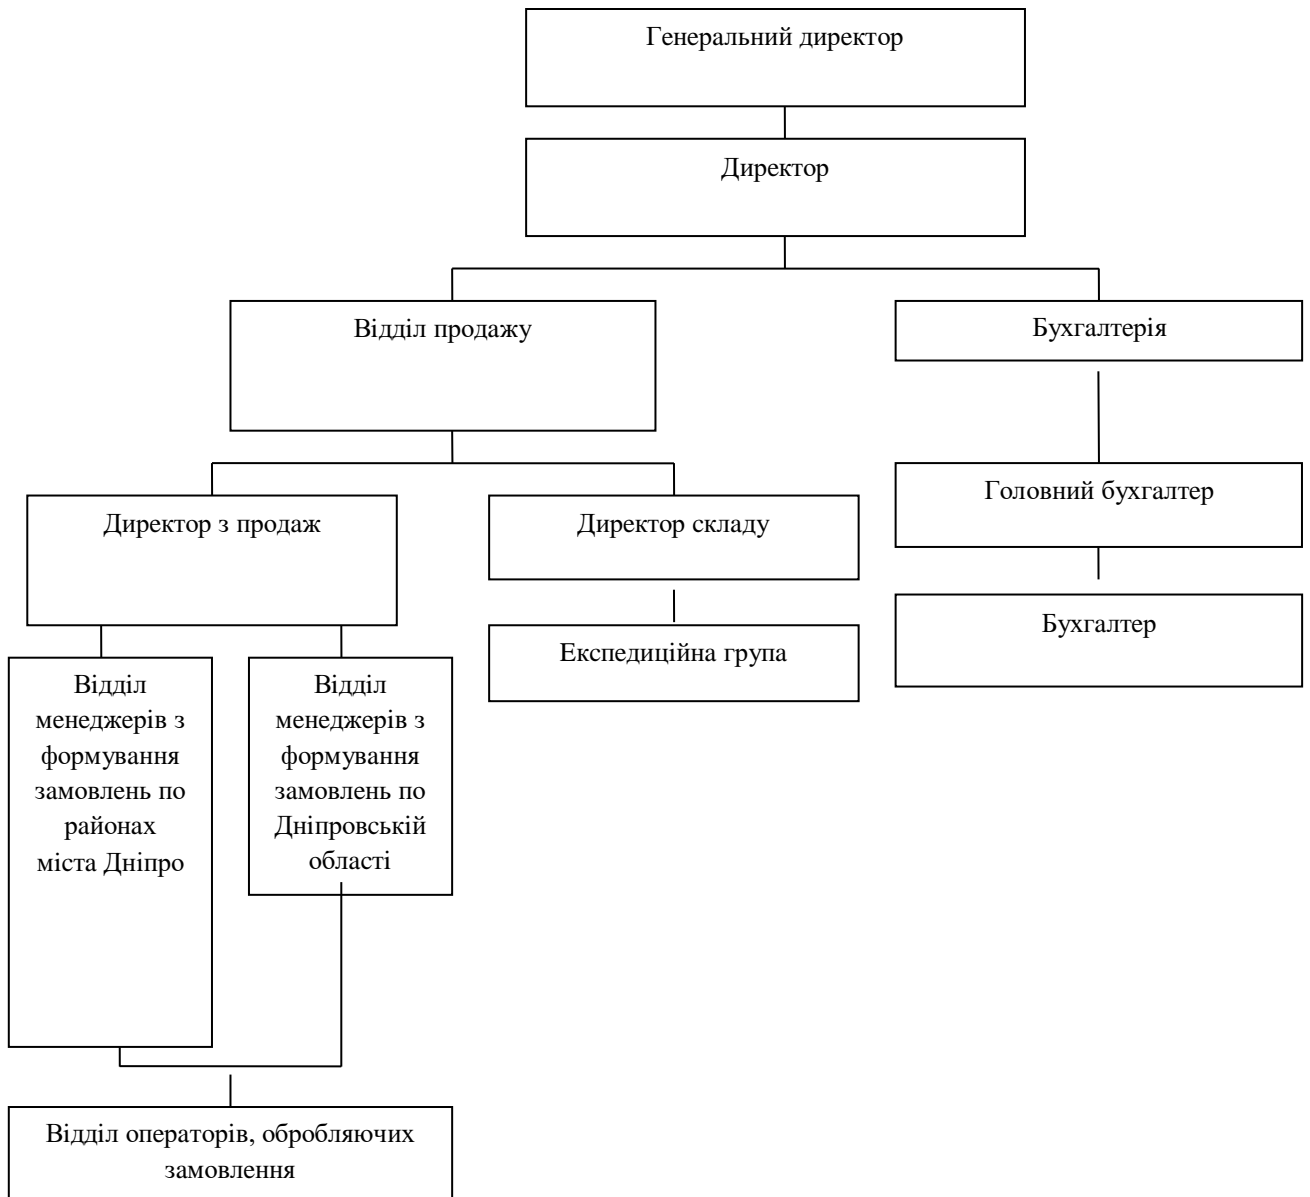 Генеральний директор
Директор
Відділ продажу
Бухгалтерія
Директор з продаж
Директор складу
Головний бухгалтер
Відділ
менеджерів з
формування
замовлень по
районах
міста Дніпро
Відділ
менеджерів з
формування
замовлень по
Дніпровській
області
Експедиційна група
Бухгалтер
Відділ операторів, обробляючих
замовлення